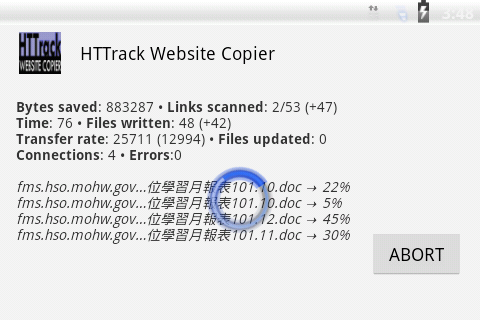 3:48
HTTrack
WEBSITE COPIER
HTTrack Website Copier
Bytes saved: 883287 • Links scanned: 2/53 (+47)
Time: 76 • Files written: 48 (+42)
Transfer rate: 25711 (12994) • Files updated: 0
Connections: 4 • Errors:0
fms.hso.mohw.gov...位學習月報表101.10.doc → 22%
fms.hso.mohw.gov...位學習月報表101.10.doc → 5%
fms.hso.mohw.gov...位學習月報表101.12.doc → 45%
fms.hso.mohw.gov...位學習月報表101.11.doc → 30%
ABORT